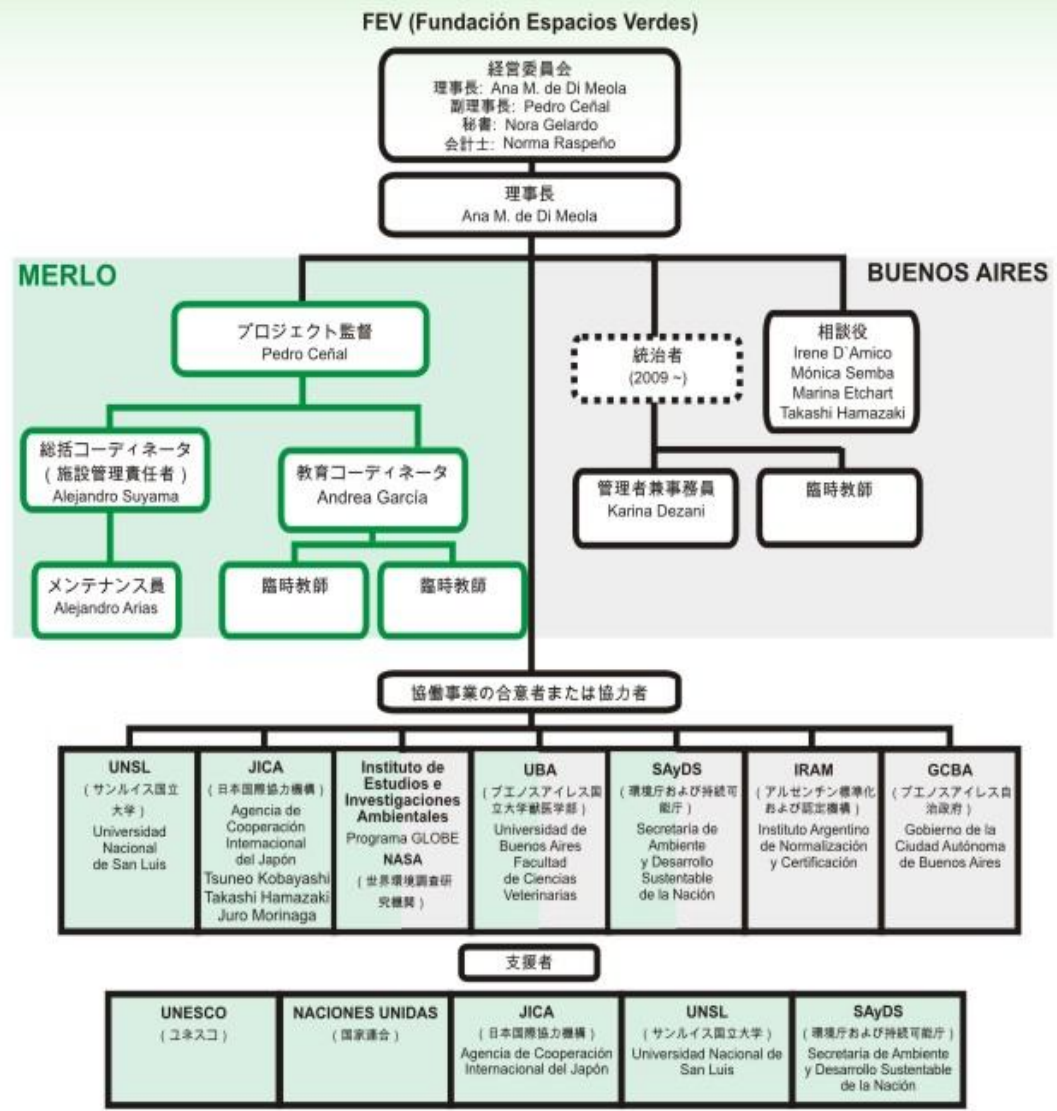 FEV (Fundación Espacios Verdes)
経営委員会
理事長: Ana M. de Di Meola
副理事長: Pedro Ceñal
秘書: Nora Gelardo
会計士: Norma Raspeño
理事長
Ana M. de Di Meola
MERLO
BUENOS AIRES
プロジェクト監督
Pedro Ceñal
統治者
(2009 ~)
相談役
Irene D`Amico
Mónica Semba
Marina Etchart
Takashi Hamazaki
総括コーディネータ
( 施設管理責任者 )
Alejandro Suyama
教育コーディネータ
Andrea García
管理者兼事務員
Karina Dezani
臨時教師
メンテナンス員
Alejandro Arias
臨時教師
臨時教師
協働事業の合意者または協力者
UNSL
( サンルイス国立
大学 )
Universidad
Nacional
de San Luis
JICA
( 日本国際協力機構 )
Agencia de
Cooperación
Internacional
del Japón
Tsuneo Kobayashi
Takashi Hamazaki
Juro Morinaga
Instituto de
Estudios e
Investigaciones
Ambientales
Programa GLOBE
NASA
( 世界環境調査研
究機関 )
UBA
( ブエノスアイレス国
立大学獣医学部 )
Universidad de
Buenos Aires
Facultad
de Ciencias
Veterinarias
SAyDS
( 環境庁および持続可
能庁 )
Secretaría de
Ambiente
y Desarrollo
Sustentable
de la Nación
IRAM
( アルゼンチン標準化
および認定機構 )
Instituto Argentino
de Normalización
y Certificación
GCBA
( ブエノスアイレス自
治政府 )
Gobierno de la
Ciudad Autónoma
de Buenos Aires
支援者
UNESCO
( ユネスコ )
NACIONES UNIDAS
( 国家連合 )
JICA
( 日本国際協力機構 )
Agencia de Cooperación
Internacional del Japón
UNSL
( サンルイス国立大学 )
Universidad Nacional de
San Luis
SAyDS
( 環境庁および持続可能庁 )
Secretaría de Ambiente
y Desarrollo Sustentable
de la Nación